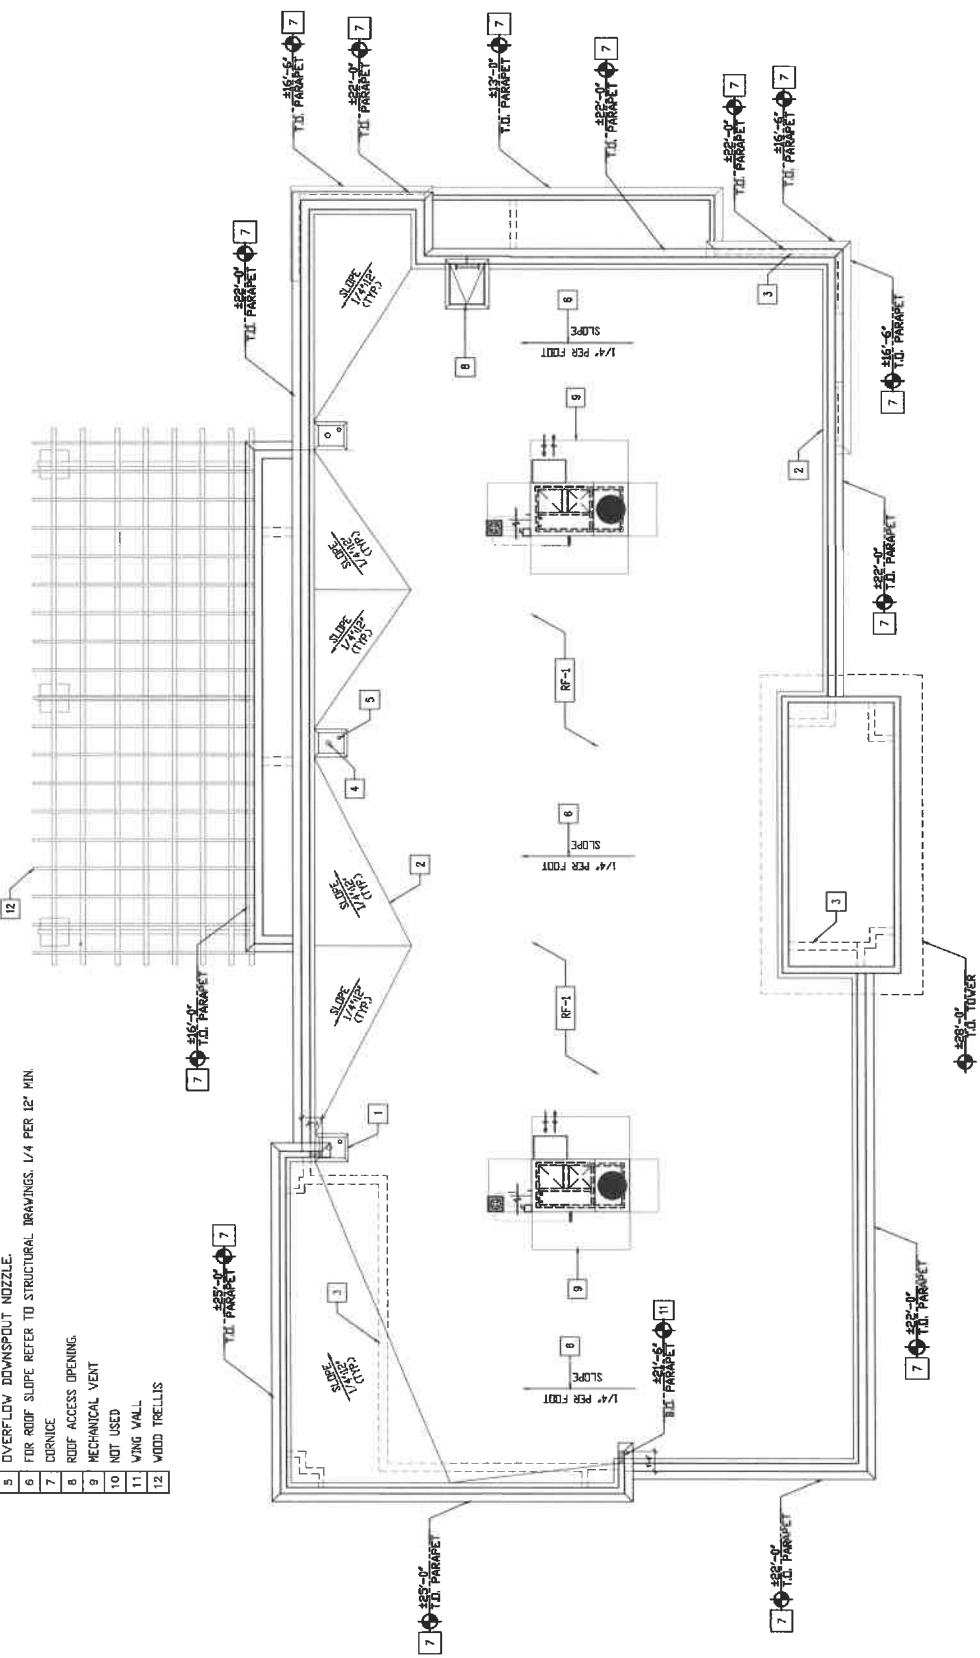 5 OVERFLOW DOWNSPOUT NOZZLE.
6 FOR ROOF SLOPE REFER TO STRUCTURAL DRAWINGS. 1/4 PER 12" MIN.
7 CORNICE
8 ROOF ACCESS OPENING.
9 MECHANICAL VENT
10 NOT USED
11 WING WALL
12 WOOD TRELLIS
12
7 ±16'-0"
T.O. PARAPET
±22'-0" 7
T.O. PARAPET
±16'-6" 7
T.O. PARAPET
±22'-0" 7
T.O. PARAPET
±13'-0" 7
T.O. PARAPET
±22'-0" 7
T.O. PARAPET
±22'-0" 7
T.O. PARAPET
±16'-6" 7
T.O. PARAPET
±25'-0" 7
T.O. PARAPET
SLOPE
1/4":12"
(TYP.)
SLOPE
1/4":12"
(TYP.)
SLOPE
1/4":12"
(TYP.)
SLOPE
1/4":12"
(TYP.)
SLOPE
1/4":12"
(TYP.)
SLOPE
1/4":12"
(TYP.)
3
1
2
4
5
8
9
RF-1
RF-1
9
6
SLOPE
1/4" PER FOOT
6
SLOPE
1/4" PER FOOT
6
SLOPE
1/4" PER FOOT
±21'-6" 11
B.O. PARAPET
3
2
3
7 ±25'-0"
T.O. PARAPET
7 ±22'-0"
T.O. PARAPET
7 ±22'-0"
T.O. PARAPET
±28'-0"
T.O. TOWER
7 ±22'-0"
T.O. PARAPET
7 ±16'-6"
T.O. PARAPET